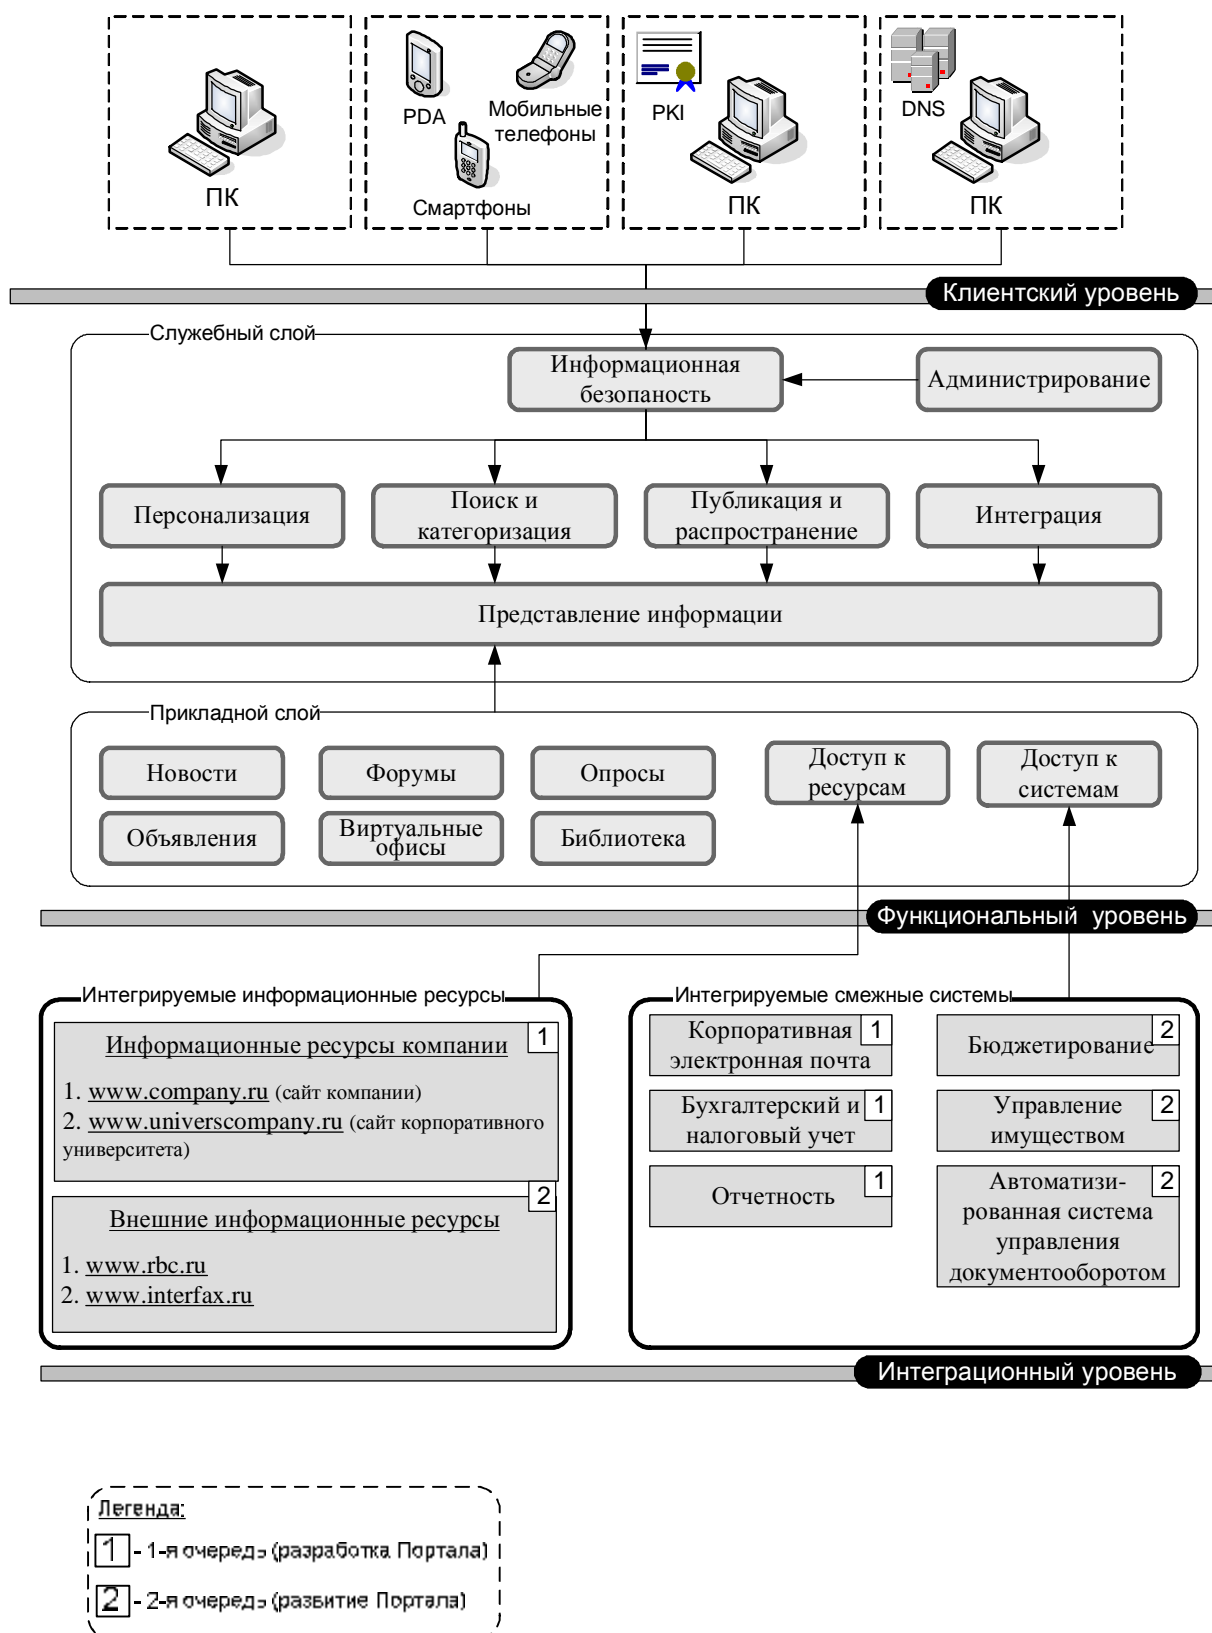 ПК
PDA
Мобильные
телефоны
Смартфоны
PKI
ПК
DNS
ПК
Клиентский уровень
Служебный слой
Информационная
безопаность
Администрирование
Персонализация
Поиск и
категоризация
Публикация и
распространение
Интеграция
Представление информации
Прикладной слой
Новости
Форумы
Опросы
Доступ к
ресурсам
Доступ к
системам
Объявления
Виртуальные
офисы
Библиотека
Функциональный уровень
Интегрируемые информационные ресурсы
Информационные ресурсы компании
1
1. www.company.ru (сайт компании)
2. www.universcompany.ru (сайт корпоративного
университета)
2
Внешние информационные ресурсы
1. www.rbc.ru
2. www.interfax.ru
Интегрируемые смежные системы
Корпоративная
электронная почта
1
Бюджетирование
2
Бухгалтерский и
налоговый учет
1
Управление
имуществом
2
Отчетность
1
Автоматизи-
рованная система
управления
документооборотом
2
Интеграционный уровень
Легенда:
1 - 1-я очередь (разработка Портала)
2 - 2-я очередь (развитие Портала)